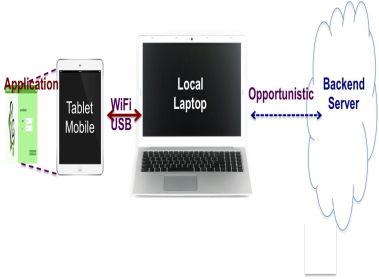 Application
Tablet
Mobile
WiFi
USB
Local
Laptop
Opportunistic
Backend
Server